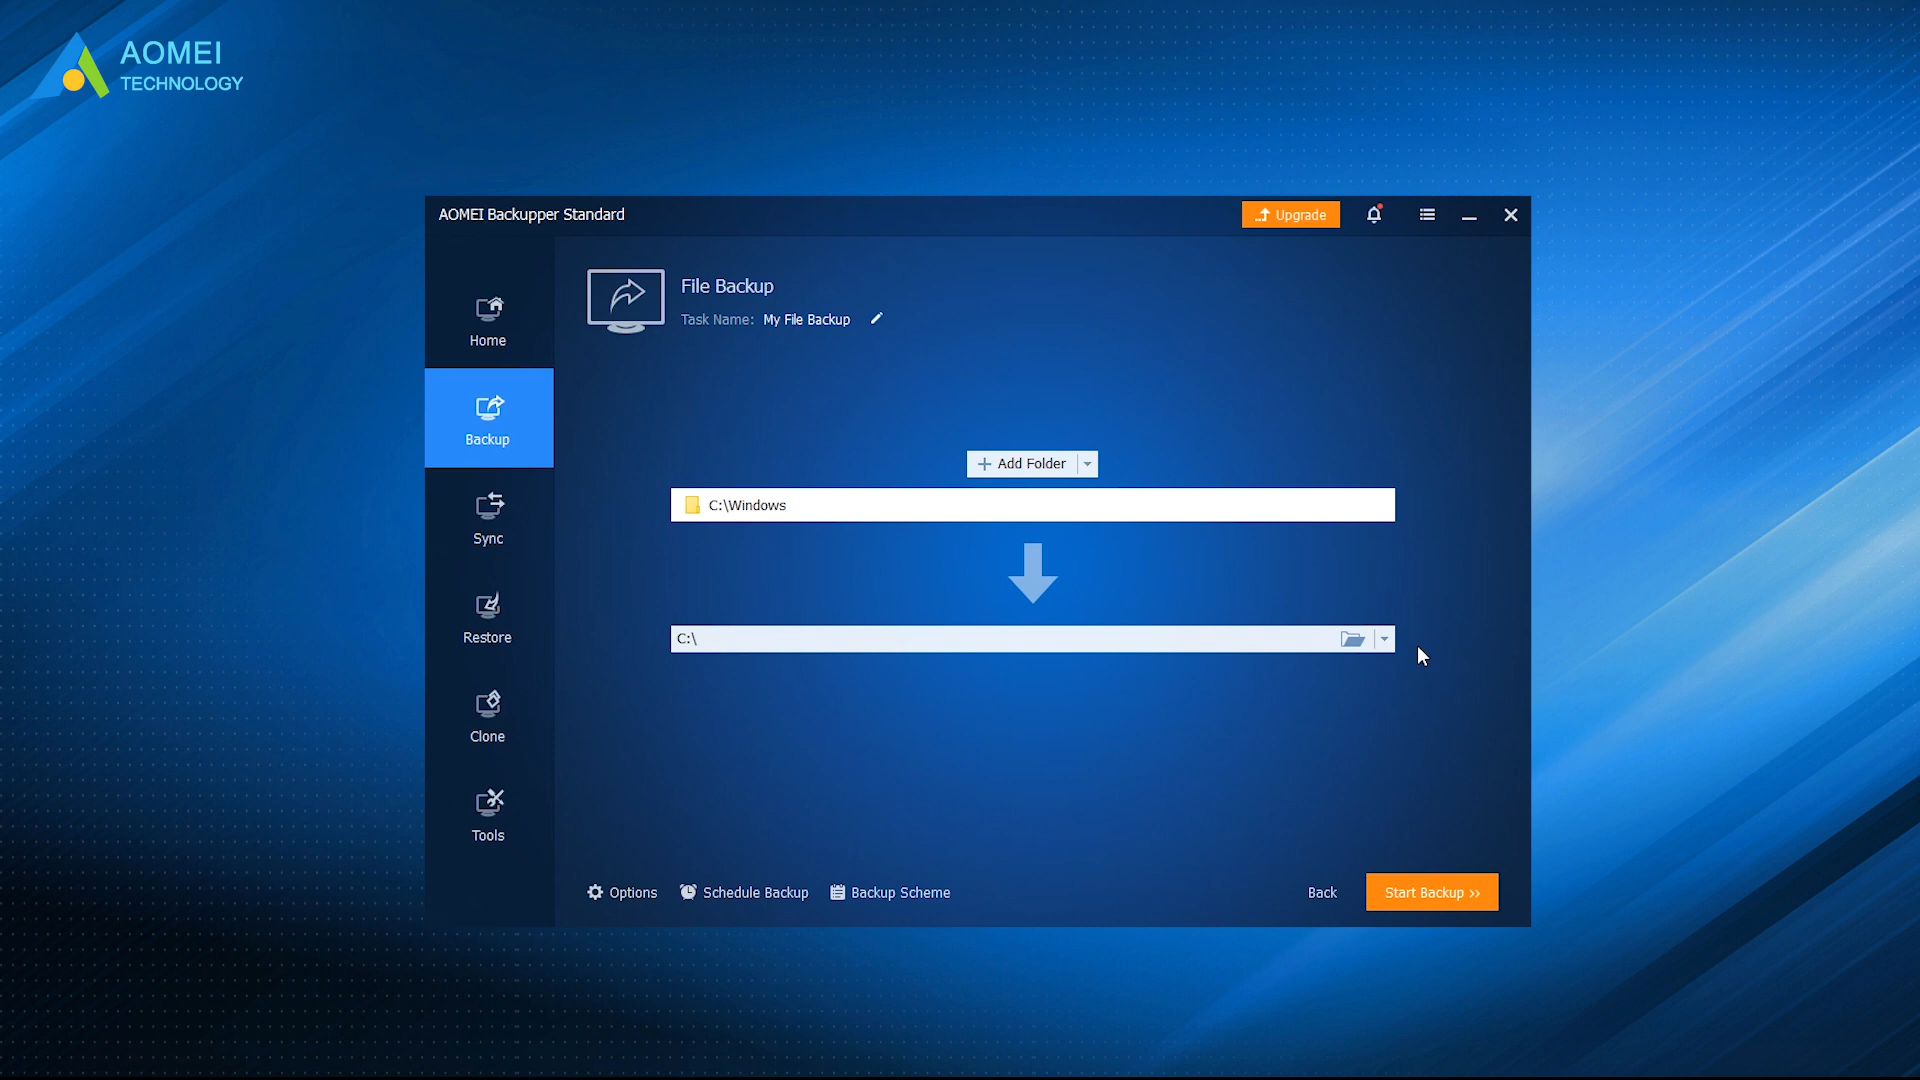 AOMEI
TECHNOLOGY
AOMEI Backupper Standard
Upgrade
Home
Backup
Sync
Restore
Clone
Tools
File Backup
Task Name: My File Backup
Add Folder
C:\Windows
C:\
Options
Schedule Backup
Backup Scheme
Back
Start Backup >>